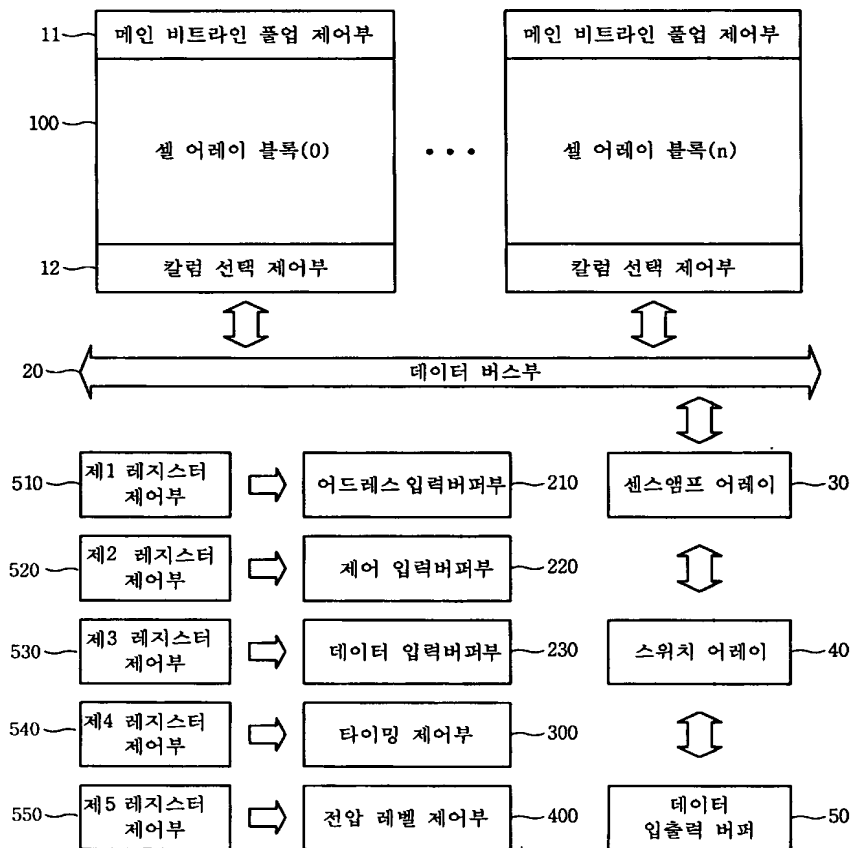 11
메인 비트라인 풀업 제어부
메인 비트라인 풀업 제어부
100
셀 어레이 블록(0)
셀 어레이 블록(n)
12
칼럼 선택 제어부
칼럼 선택 제어부
20
데이터 버스부
510
제1 레지스터
제어부
어드레스 입력버퍼부
210
센스앰프 어레이
30
520
제2 레지스터
제어부
제어 입력버퍼부
220
530
제3 레지스터
제어부
데이터 입력버퍼부
230
스위치 어레이
40
540
제4 레지스터
제어부
타이밍 제어부
300
550
제5 레지스터
제어부
전압 레벨 제어부
400
데이터
입출력 버퍼
50